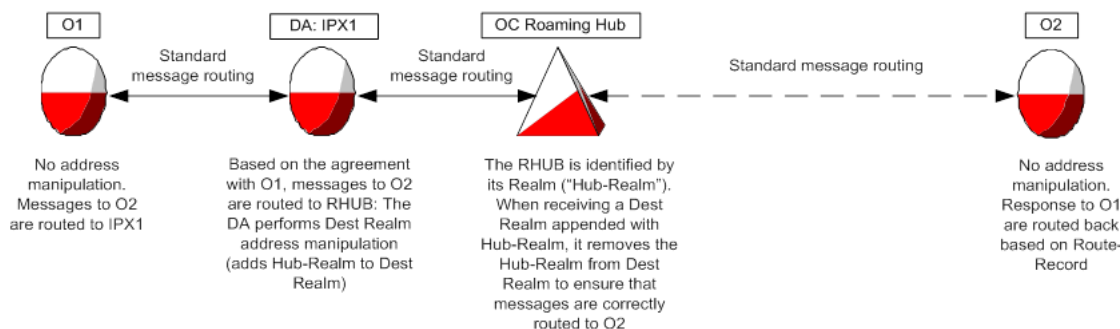 O1
DA: IPX1
OC Roaming Hub
O2
Standard
message routing
Standard
message routing
Standard message routing
No address
manipulation.
Messages to O2
are routed to IPX1
Based on the agreement
with O1, messages to O2
are routed to RHUB: The
DA performs Dest Realm
address manipulation
(adds Hub-Realm to Dest
Realm)
The RHUB is identified by
its Realm (“Hub-Realm”).
When receiving a Dest
Realm appended with
Hub-Realm, it removes the
Hub-Realm from Dest
Realm to ensure that
messages are correctly
routed to O2
No address
manipulation.
Response to O1
are routed back
based on Route-
Record